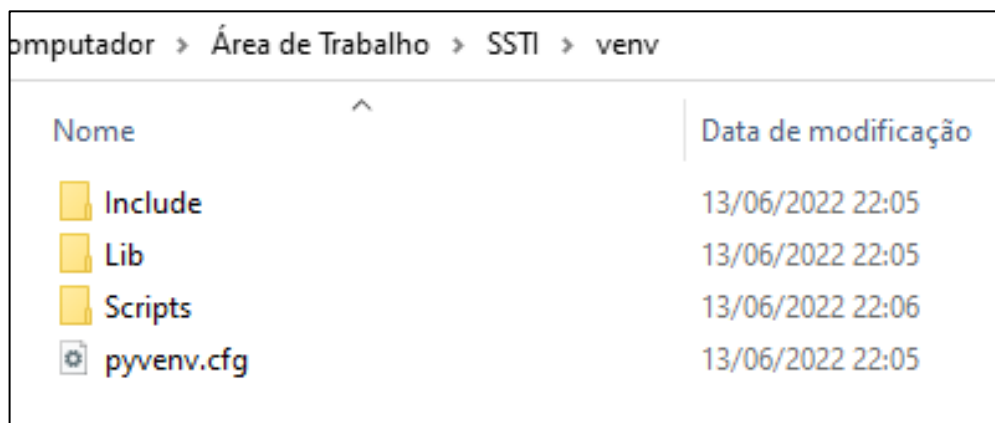 omputador > Área de Trabalho > SSTI > venv
Nome Data de modificação
Include 13/06/2022 22:05
Lib 13/06/2022 22:05
Scripts 13/06/2022 22:06
pyvenv.cfg 13/06/2022 22:05